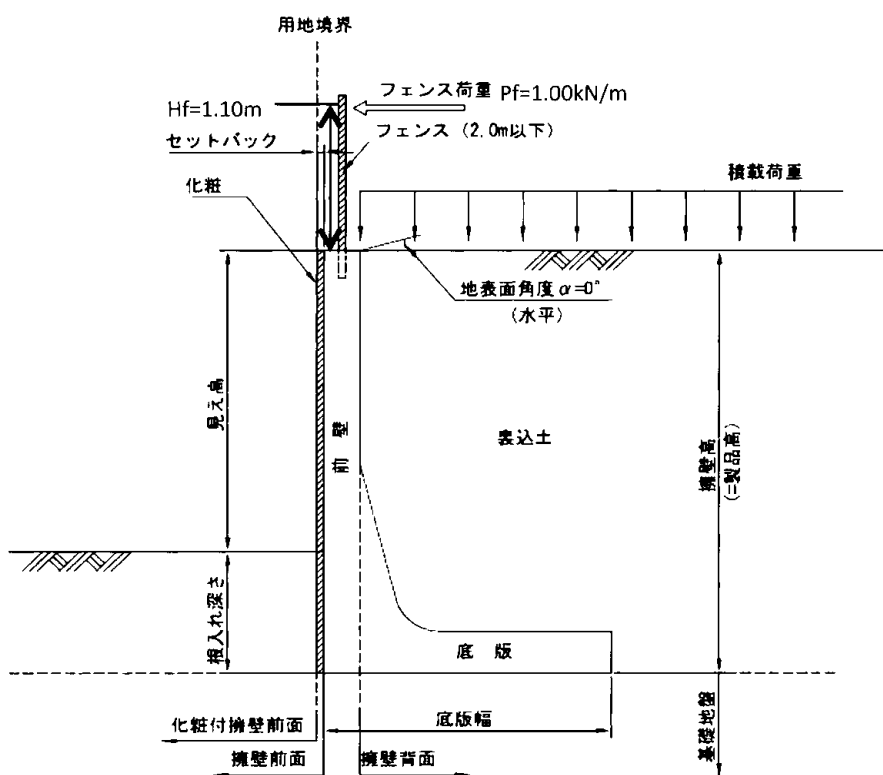 用地境界
フェンス荷重 Pf=1.00kN/m
Hf=1.10m
フェンス (2.0m以下)
セットバック
化粧
積載荷重
地表面角度α=0°
(水平)
見え高
前壁
裏込土
擁壁高
(=製品高)
根入れ深さ
底 版
底版幅
基礎地盤
化粧付擁壁前面
擁壁前面
擁壁背面